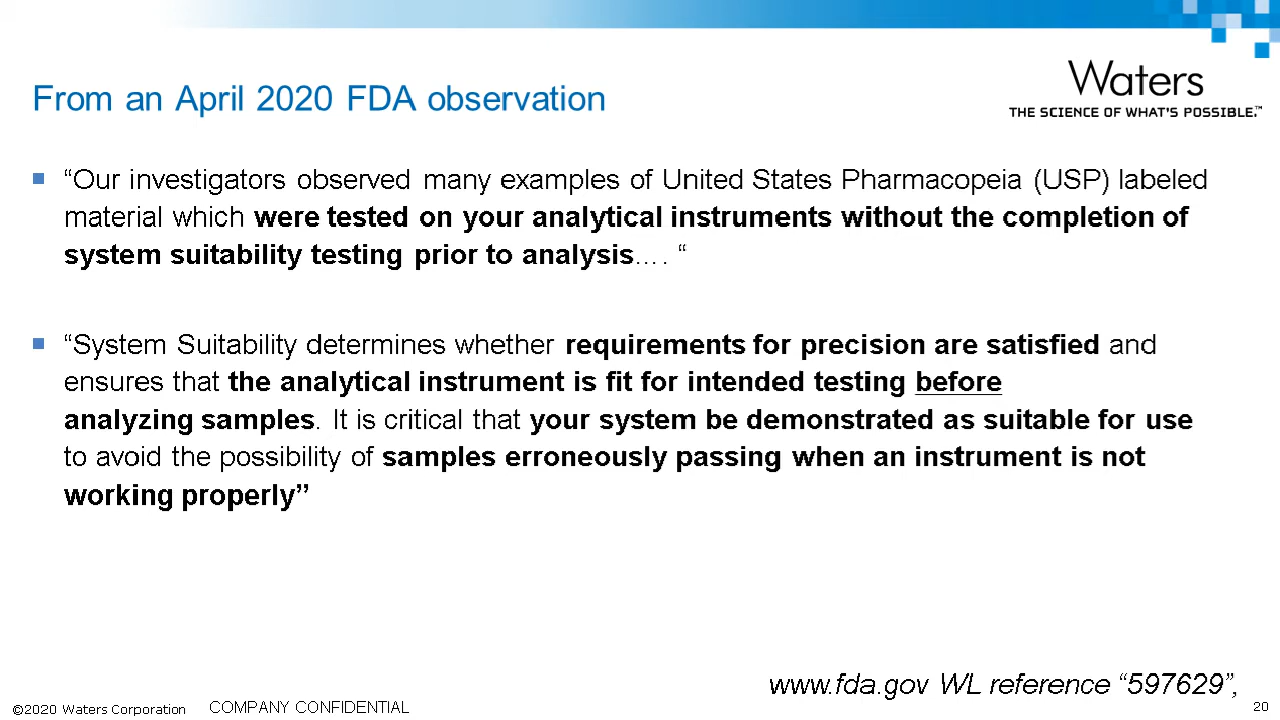 Waters
THE SCIENCE OF WHAT'S POSSIBLE.™
From an April 2020 FDA observation
“Our investigators observed many examples of United States Pharmacopeia (USP) labeled
material which were tested on your analytical instruments without the completion of
system suitability testing prior to analysis…. “
“System Suitability determines whether requirements for precision are satisfied and
ensures that the analytical instrument is fit for intended testing before
analyzing samples. It is critical that your system be demonstrated as suitable for use
to avoid the possibility of samples erroneously passing when an instrument is not
working properly”
www.fda.gov WL reference “597629”,
©2020 Waters Corporation COMPANY CONFIDENTIAL 20